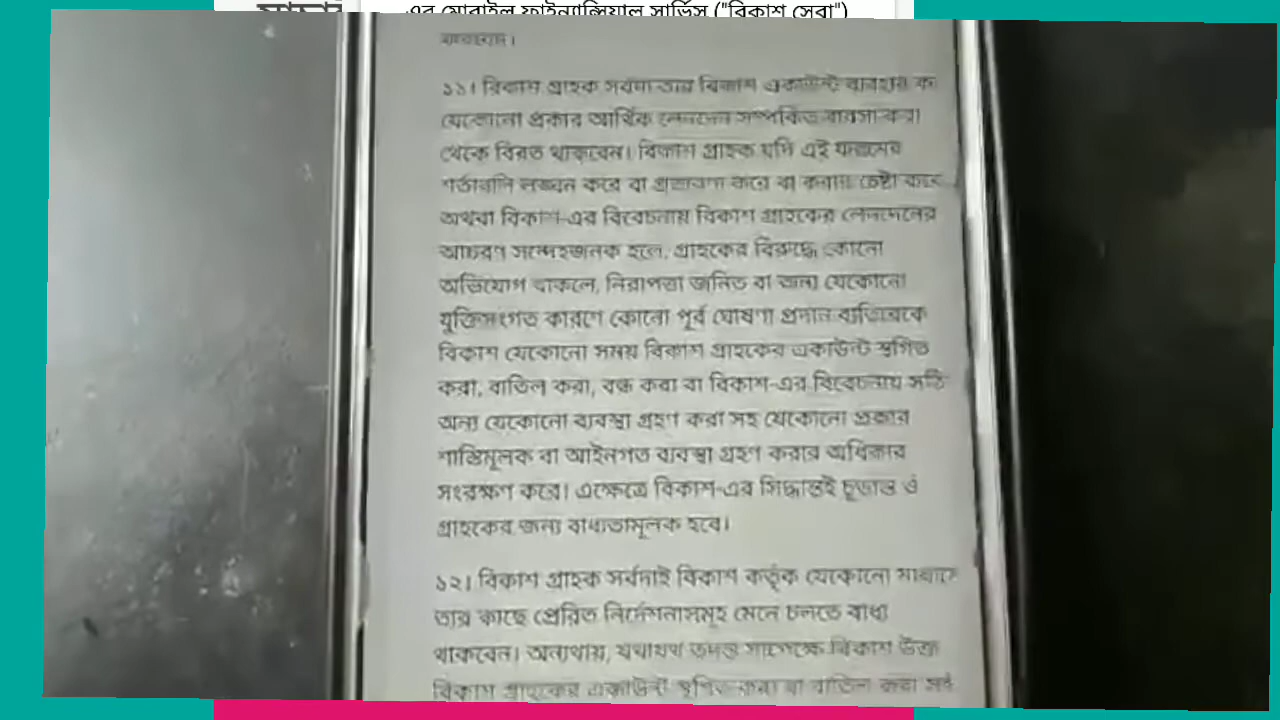 এর মোবাইল ফাইন্যান্সিয়াল সার্ভিস ("বিকাশ সেবা")
১১। বিকাশ গ্রাহক সর্বদা তার বিকাশ একাউন্ট ব্যবহার
যেকোনো প্রকার আর্থিক লেনদেন সম্পর্কিত ব্যবসা করা
থেকে বিরত থাকবেন। বিকাশ গ্রাহক যদি এই ফরমের
শর্তাবলি লঙ্ঘন করে বা প্রতারণা করে বা করার চেষ্টা করে
অথবা বিকাশ-এর বিবেচনায় বিকাশ গ্রাহকের লেনদেনের
আচরণ সন্দেহজনক হলে, গ্রাহকের বিরুদ্ধে কোনো
অভিযোগ থাকলে, নিরাপত্তা জনিত বা অন্য যেকোনো
যুক্তিসংগত কারণে কোনো পূর্ব ঘোষণা প্রদান ব্যতিরেকে
বিকাশ যেকোনো সময় বিকাশ গ্রাহকের একাউন্ট স্থগিত
করা, বাতিল করা, বন্ধ করা বা বিকাশ-এর বিবেচনায়
অন্য যেকোনো ব্যবস্থা গ্রহণ করা সহ যেকোনো প্রকার
শাস্তিমূলক বা আইনগত ব্যবস্থা গ্রহণ করার অধিকার
সংরক্ষণ করে। এক্ষেত্রে বিকাশ-এর সিদ্ধান্তই চূড়ান্ত ও
গ্রাহকের জন্য বাধ্যতামূলক হবে।
১২। বিকাশ গ্রাহক সর্বদাই বিকাশ কর্তৃক যেকোনো মাধ্যমে
তার কাছে প্রেরিত নির্দেশনাসমূহ মেনে চলতে বাধ্য
থাকবেন। অন্যথায়, যথাযথ তদন্ত সাপেক্ষে বিকাশ উক্ত
বিকাশ গ্রাহকের একাউন্ট স্থগিত করা বা বাতিল করা সহ